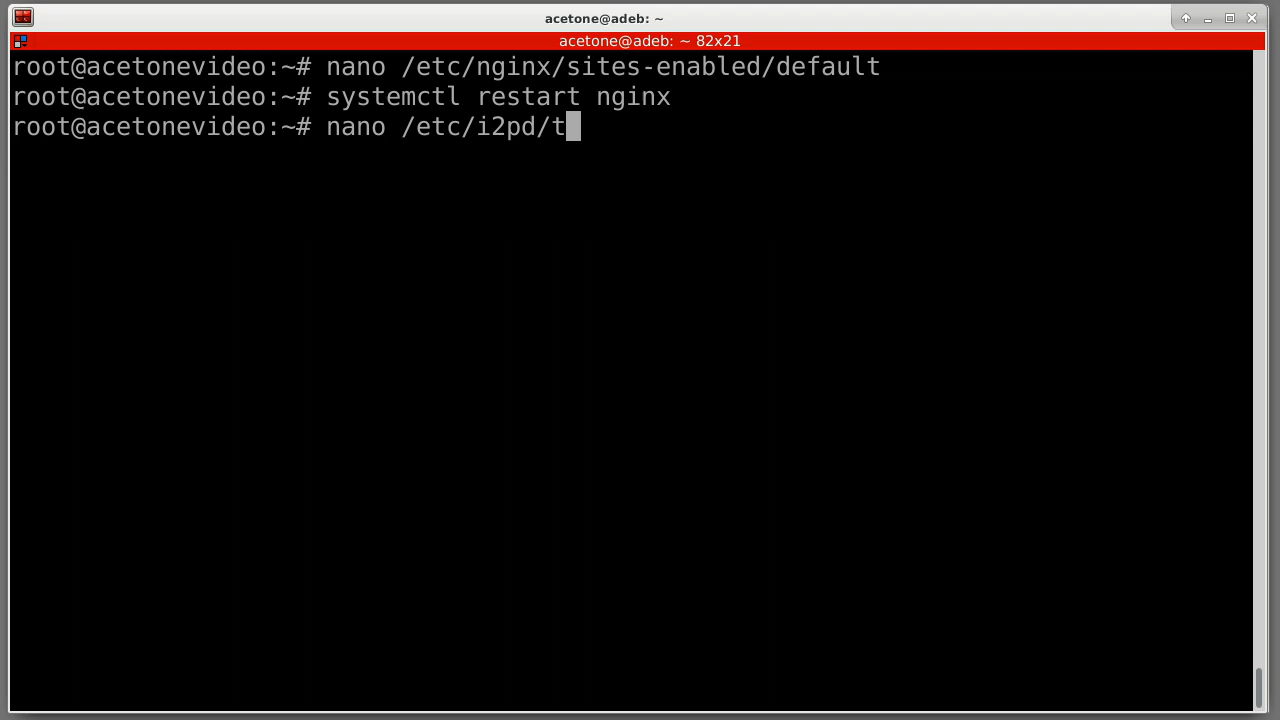 acetone@adeb: ~
acetone@adeb: ~ 82x21
root@acetonevideo:~# nano /etc/nginx/sites-enabled/default
root@acetonevideo:~# systemctl restart nginx
root@acetonevideo:~# nano /etc/i2pd/t